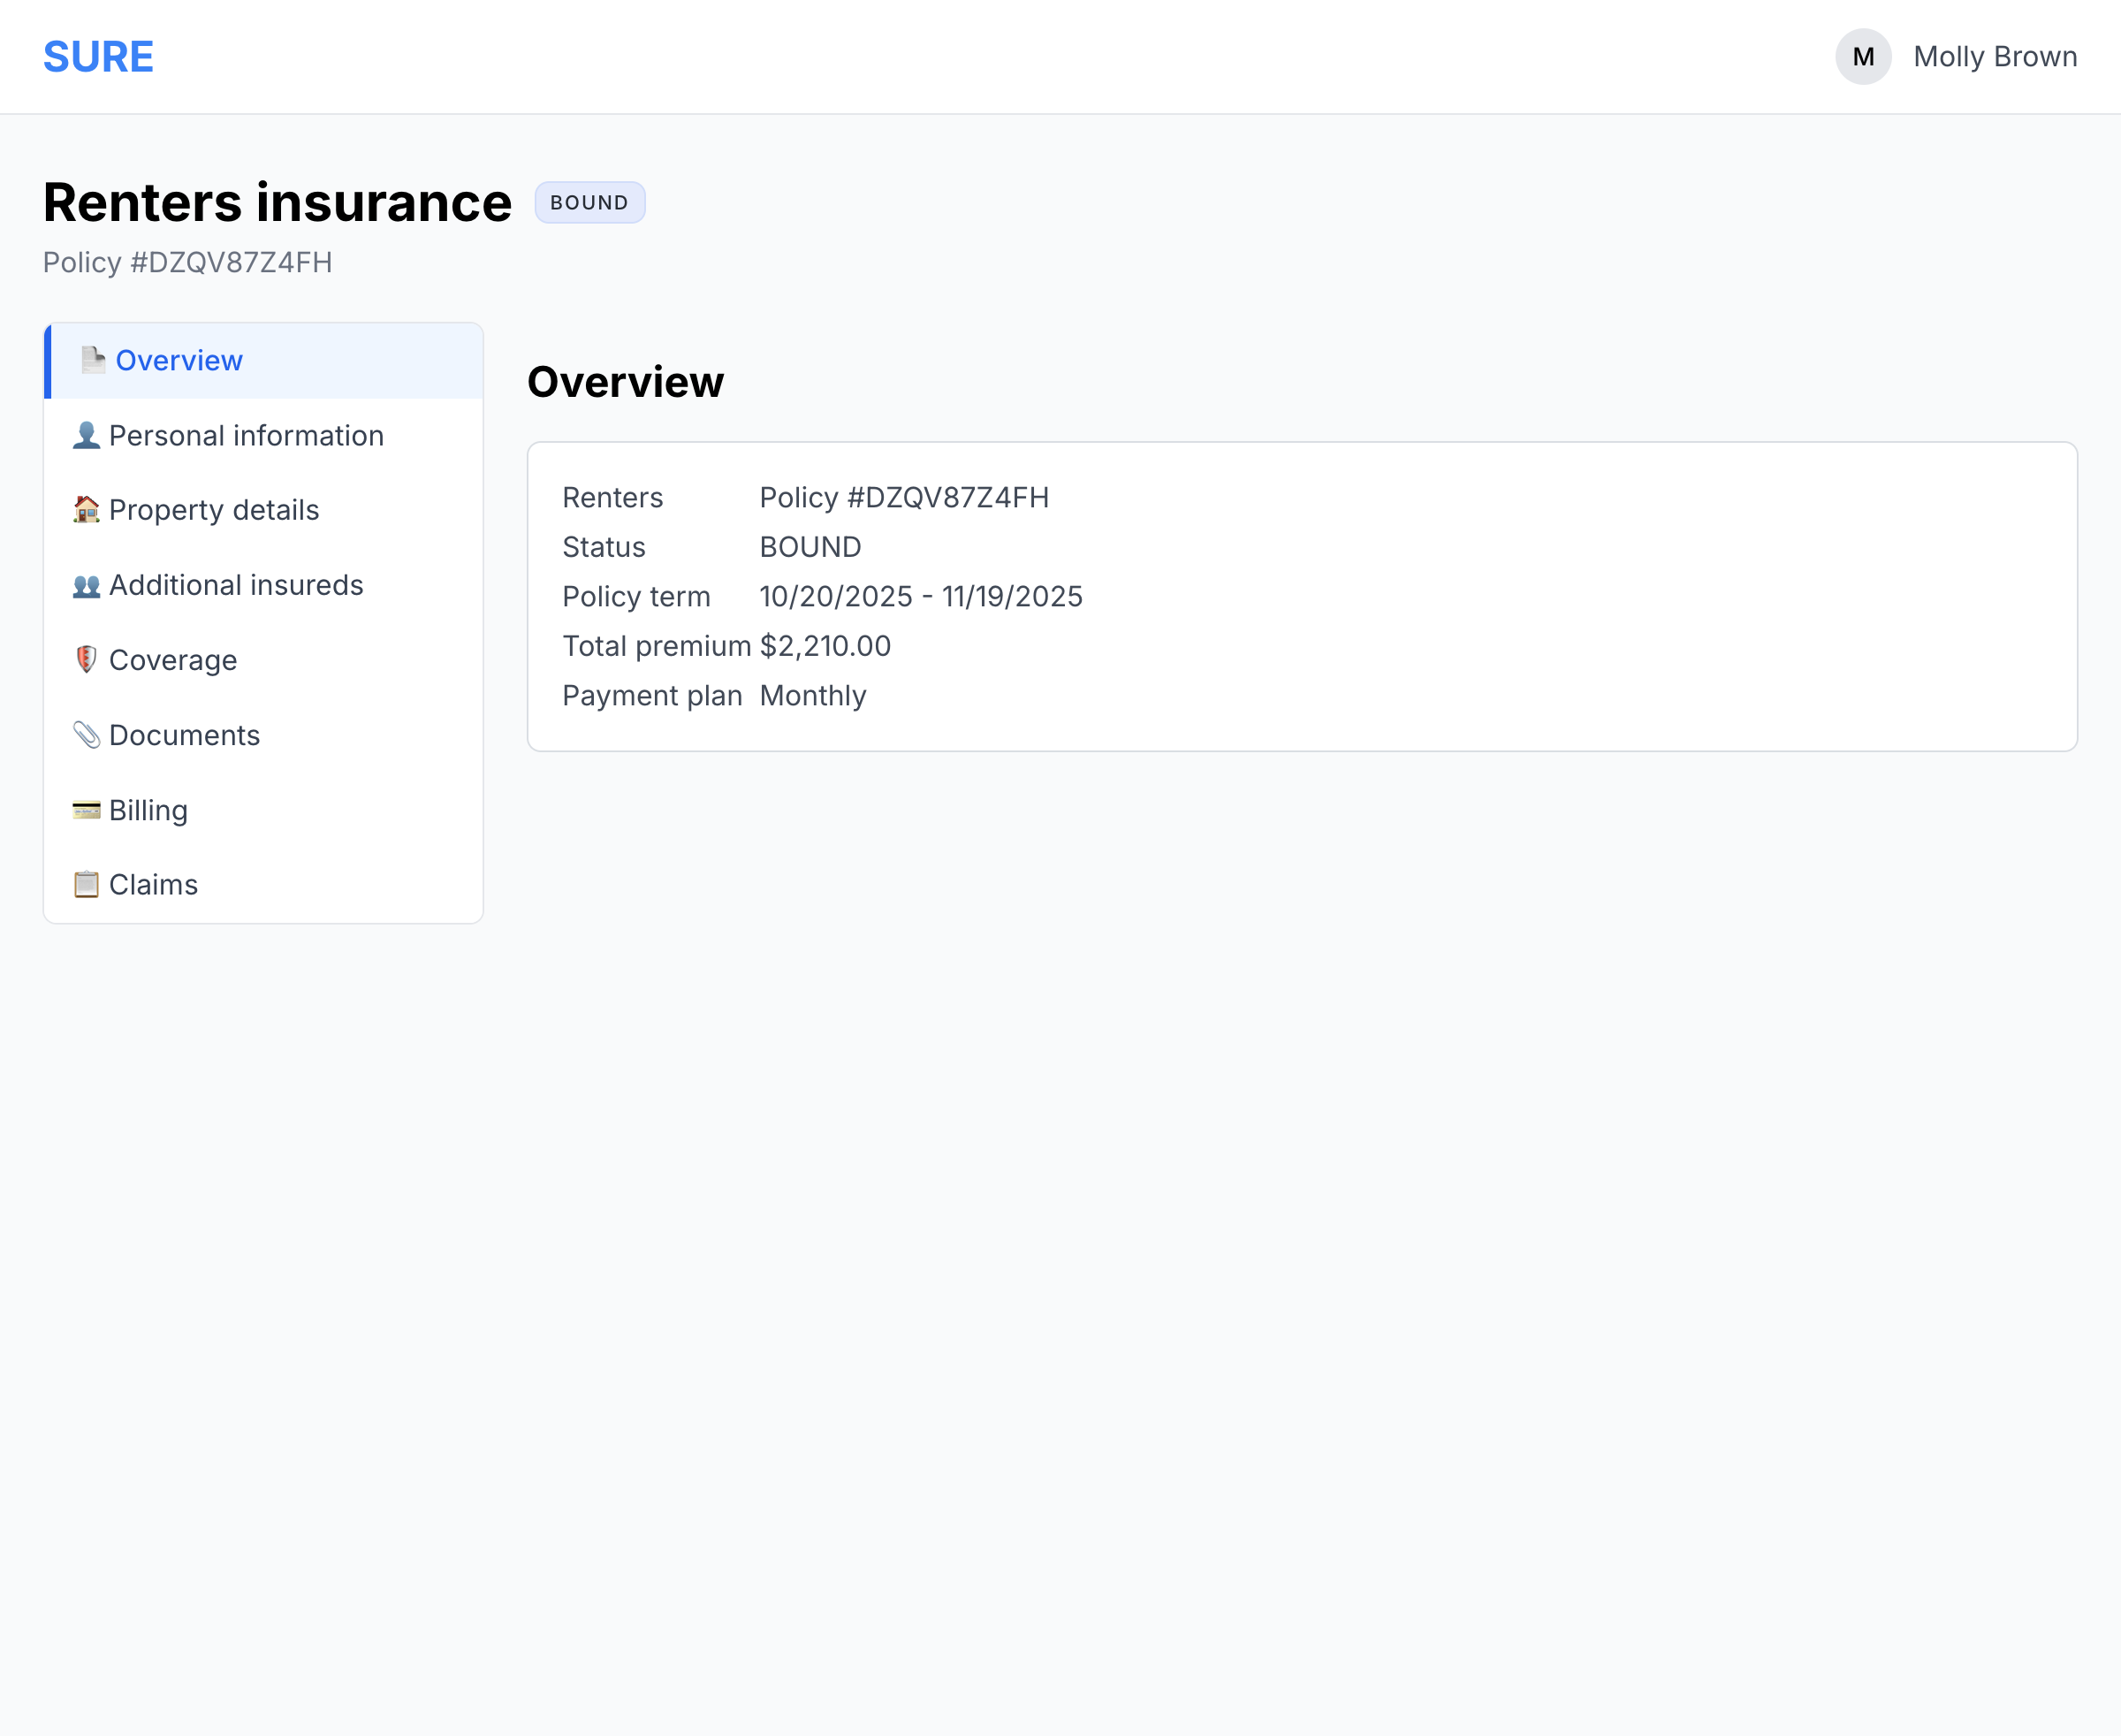 SURE
M Molly Brown
Renters insurance BOUND
Policy #DZQV87Z4FH
Overview
Personal information
Property details
Additional insureds
Coverage
Documents
Billing
Claims
Overview
Renters Policy #DZQV87Z4FH
Status BOUND
Policy term 10/20/2025 - 11/19/2025
Total premium $2,210.00
Payment plan Monthly